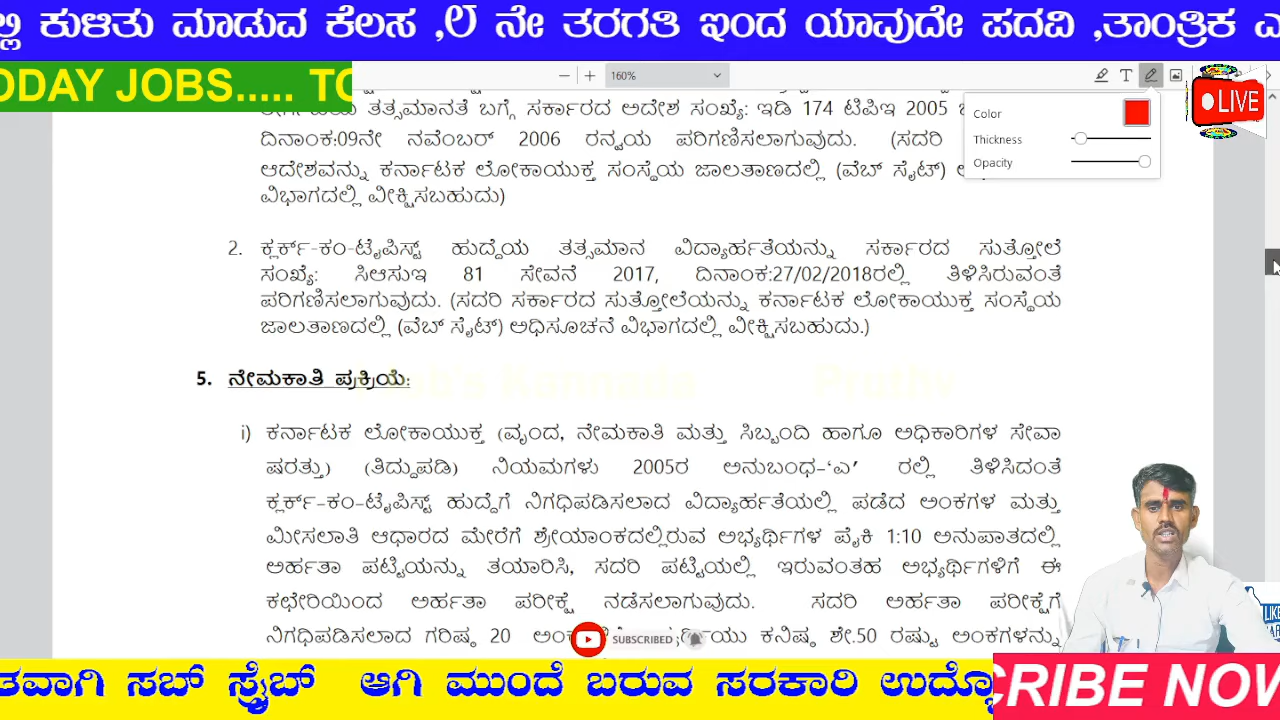 ಕುಳಿತು ಮಾಡುವ ಕೆಲಸ ,೮ ನೇ ತರಗತಿ ಇಂದ ಯಾವುದೇ ಪದವಿ ,ತಾಂತ್ರಿಕ
ODAY JOBS..... TO
160%
LIVE
Color
Thickness
Opacity
ತತ್ಸಮಾನತೆ ಬಗ್ಗೆ ಸರ್ಕಾರದ ಆದೇಶ ಸಂಖ್ಯೆ: ಇಡಿ 174 ಟಿಪಿಇ 2005
ದಿನಾಂಕ:09ನೇ ನವೆಂಬರ್ 2006 ರನ್ವಯ ಪರಿಗಣಿಸಲಾಗುವುದು. (ಸದರಿ
ಆದೇಶವನ್ನು ಕರ್ನಾಟಕ ಲೋಕಾಯುಕ್ತ ಸಂಸ್ಥೆಯ ಜಾಲತಾಣದಲ್ಲಿ (ವೆಬ್ ಸೈಟ್)
ವಿಭಾಗದಲ್ಲಿ ವೀಕ್ಷಿಸಬಹುದು)
2. ಕ್ಲರ್ಕ್-ಕಂ-ಟೈಪಿಸ್ಟ್ ಹುದ್ದೆಯ ತತ್ಸಮಾನ ವಿದ್ಯಾರ್ಹತೆಯನ್ನು ಸರ್ಕಾರದ ಸುತ್ತೋಲೆ
ಸಂಖ್ಯೆ: ಸಿಆಸುಇ 81 ಸೇವನೆ 2017, ದಿನಾಂಕ:27/02/2018ರಲ್ಲಿ ತಿಳಿಸಿರುವಂತೆ
ಪರಿಗಣಿಸಲಾಗುವುದು. (ಸದರಿ ಸರ್ಕಾರದ ಸುತ್ತೋಲೆಯನ್ನು ಕರ್ನಾಟಕ ಲೋಕಾಯುಕ್ತ ಸಂಸ್ಥೆಯ
ಜಾಲತಾಣದಲ್ಲಿ (ವೆಬ್ ಸೈಟ್) ಅಧಿಸೂಚನೆ ವಿಭಾಗದಲ್ಲಿ ವೀಕ್ಷಿಸಬಹುದು.)
5. ನೇಮಕಾತಿ ಪ್ರಕ್ರಿಯೆ:
i) ಕರ್ನಾಟಕ ಲೋಕಾಯುಕ್ತ (ವೃಂದ, ನೇಮಕಾತಿ ಮತ್ತು ಸಿಬ್ಬಂದಿ ಹಾಗೂ ಅಧಿಕಾರಿಗಳ ಸೇವಾ
ಷರತ್ತು) (ತಿದ್ದುಪಡಿ) ನಿಯಮಗಳು 2005ರ ಅನುಬಂಧ-‘ಎ’ ರಲ್ಲಿ ತಿಳಿಸಿದಂತೆ
ಕ್ಲರ್ಕ್-ಕಂ-ಟೈಪಿಸ್ಟ್ ಹುದ್ದೆಗೆ ನಿಗಧಿಪಡಿಸಲಾದ ವಿದ್ಯಾರ್ಹತೆಯಲ್ಲಿ ಪಡೆದ ಅಂಕಗಳ ಮತ್ತು
ಮೀಸಲಾತಿ ಆಧಾರದ ಮೇರೆಗೆ ಶ್ರೇಯಾಂಕದಲ್ಲಿರುವ ಅಭ್ಯರ್ಥಿಗಳ ಪೈಕಿ 1:10 ಅನುಪಾತದಲ್ಲಿ
ಅರ್ಹತಾ ಪಟ್ಟಿಯನ್ನು ತಯಾರಿಸಿ, ಸದರಿ ಪಟ್ಟಿಯಲ್ಲಿ ಇರುವಂತಹ ಅಭ್ಯರ್ಥಿಗಳಿಗೆ ಈ
ಕಛೇರಿಯಿಂದ ಅರ್ಹತಾ ಪರೀಕ್ಷೆ ನಡೆಸಲಾಗುವುದು. ಸದರಿ ಅರ್ಹತಾ ಪರೀಕ್ಷೆಗೆ
ನಿಗಧಿಪಡಿಸಲಾದ ಗರಿಷ್ಠ 20 ಕನಿಷ್ಠ ಶೇ.50 ರಷ್ಟು ಅಂಕಗಳನ್ನು
SUBSCRIBED
LIKE
ಸಬ್ ಸ್ಕ್ರೈಬ್ ಆಗಿ ಮುಂದೆ ಬರುವ ಸರಕಾರಿ
CRIBE NOW